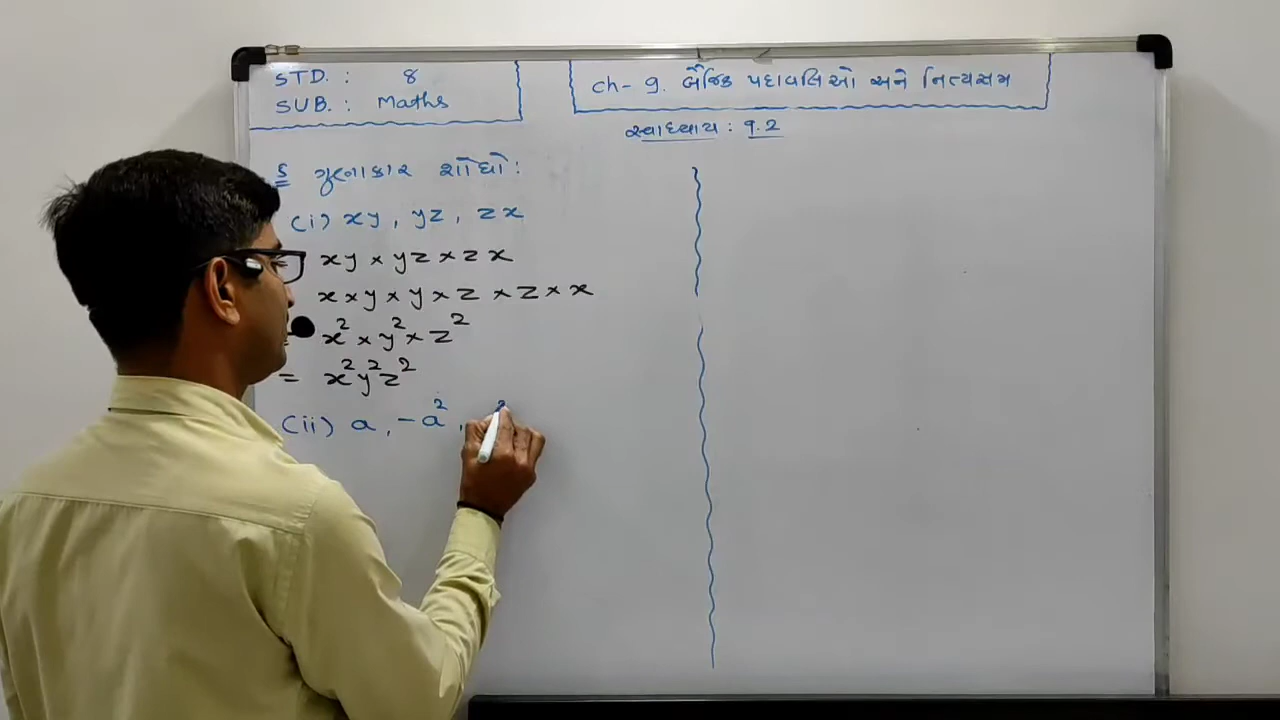 STD. : 8
SUB. : Maths
Ch- 9. બૈજિક પદાવલિઓ અને નિત્યસમ
સ્વાધ્યાય : 9.2
5 ગુણાકાર શોધો :
(i) xy, yz, zx
xy × yz × zx
x × y × y × z × z × x
x² × y² × z²
= x²y²z²
(ii) a, -a²,